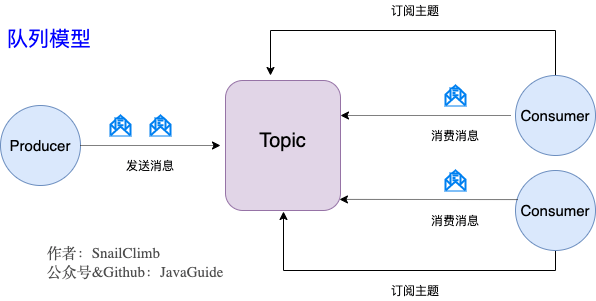 队列模型
订阅主题
Producer
发送消息
Topic
消费消息
Consumer
消费消息
Consumer
订阅主题
作者：SnailClimb
公众号&Github：JavaGuide